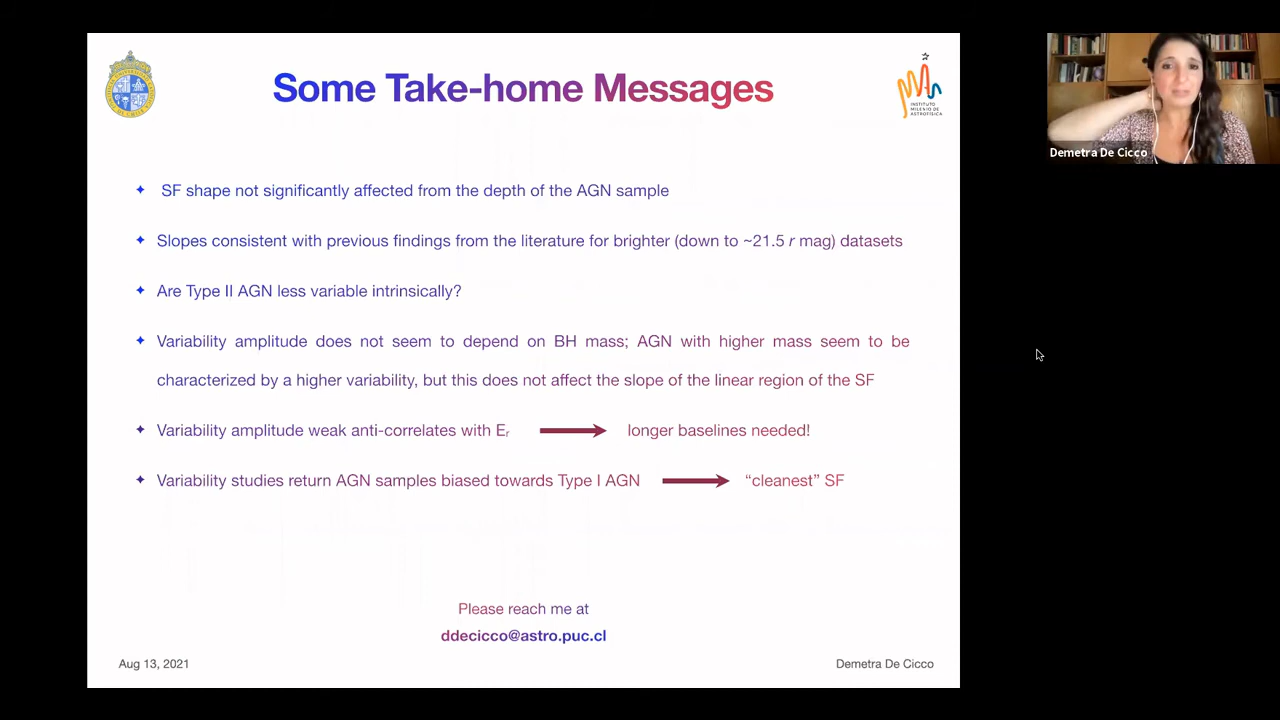 Some Take-home Messages
INSTITUTO
MILENIO DE
ASTROFÍSICA
Demetra De Cicco
✦ SF shape not significantly affected from the depth of the AGN sample
✦ Slopes consistent with previous findings from the literature for brighter (down to ~21.5 r mag) datasets
✦ Are Type II AGN less variable intrinsically?
✦ Variability amplitude does not seem to depend on BH mass; AGN with higher mass seem to be
characterized by a higher variability, but this does not affect the slope of the linear region of the SF
✦ Variability amplitude weak anti-correlates with Er → longer baselines needed!
✦ Variability studies return AGN samples biased towards Type I AGN → “cleanest” SF
Please reach me at
ddecicco@astro.puc.cl
Aug 13, 2021
Demetra De Cicco